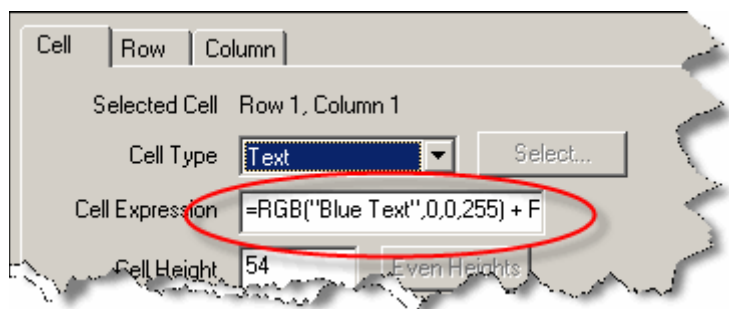 Cell Row Column
Selected Cell Row 1, Column 1
Cell Type Text Select...
Cell Expression =RGB("Blue Text",0,0,255) + F
Cell Height 54 Even Heights